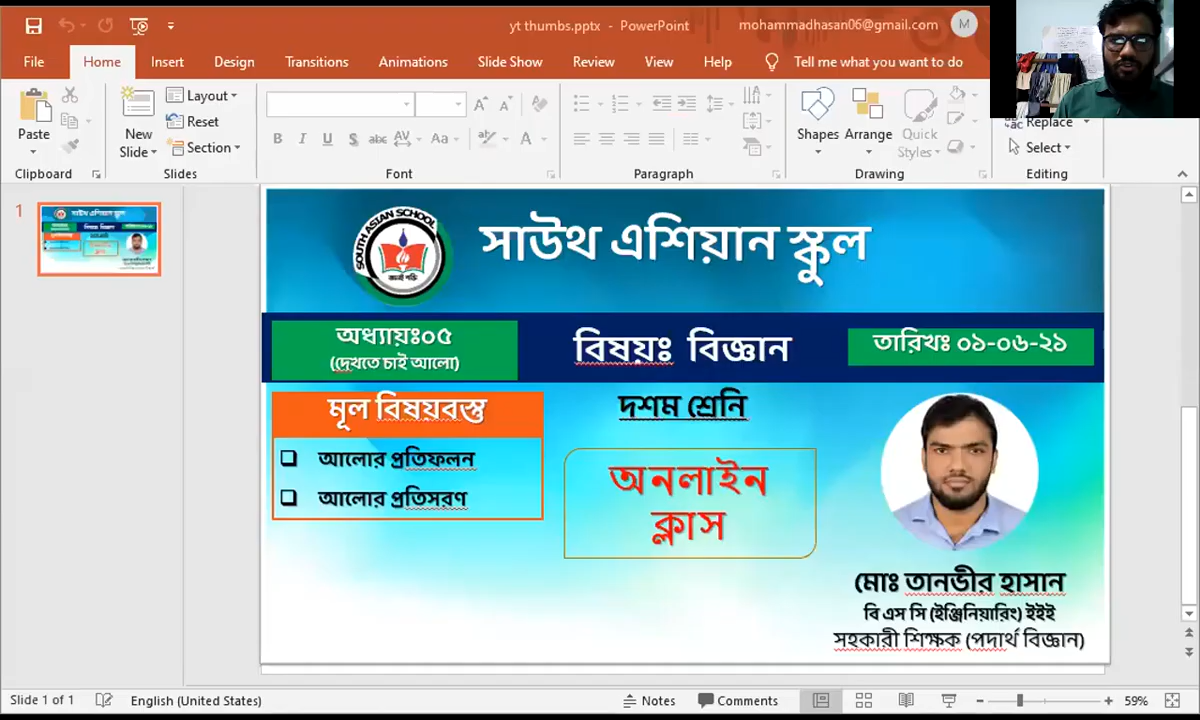 yt thumbs.pptx - PowerPoint
mohammadhasan06@gmail.com
M
File Home Insert Design Transitions Animations Slide Show Review View Help Tell me what you want to do
Paste
New Slide
Layout
Reset
Section
B I U S abc AV Aa A
Shapes
Arrange
Quick Styles
Replace
Select
Clipboard Slides Font Paragraph Drawing Editing
1
SOUTH ASIAN SCHOOL
সাউথ এশিয়ান স্কুল
অধ্যায়ঃ০৫
(দেখতে চাই আলো)
বিষয়ঃ বিজ্ঞান
তারিখঃ ০১-০৬-২১
মূল বিষয়বস্তু
আলোর প্রতিফলন
আলোর প্রতিসরণ
দশম শ্রেনি
অনলাইন
ক্লাস
মোঃ তানভীর হাসান
বি এস সি (ইঞ্জিনিয়ারিং) ইইই
সহকারী শিক্ষক (পদার্থ বিজ্ঞান)
Slide 1 of 1 English (United States) Notes Comments 59%